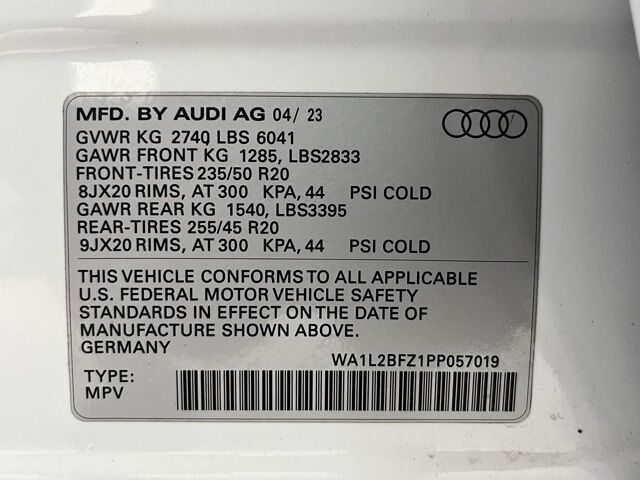 MFD. BY AUDI AG 04/ 23
GVWR KG 2740, LBS 6041
GAWR FRONT KG 1285, LBS2833
FRONT-TIRES 235/50 R20
8JX20 RIMS, AT 300 KPA, 44 PSI COLD
GAWR REAR KG 1540, LBS3395
REAR-TIRES 255/45 R20
9JX20 RIMS, AT 300 KPA, 44 PSI COLD
THIS VEHICLE CONFORMS TO ALL APPLICABLE
U.S. FEDERAL MOTOR VEHICLE SAFETY
STANDARDS IN EFFECT ON THE DATE OF
MANUFACTURE SHOWN ABOVE.
GERMANY
WA1L2BFZ1PP057019
TYPE:
MPV